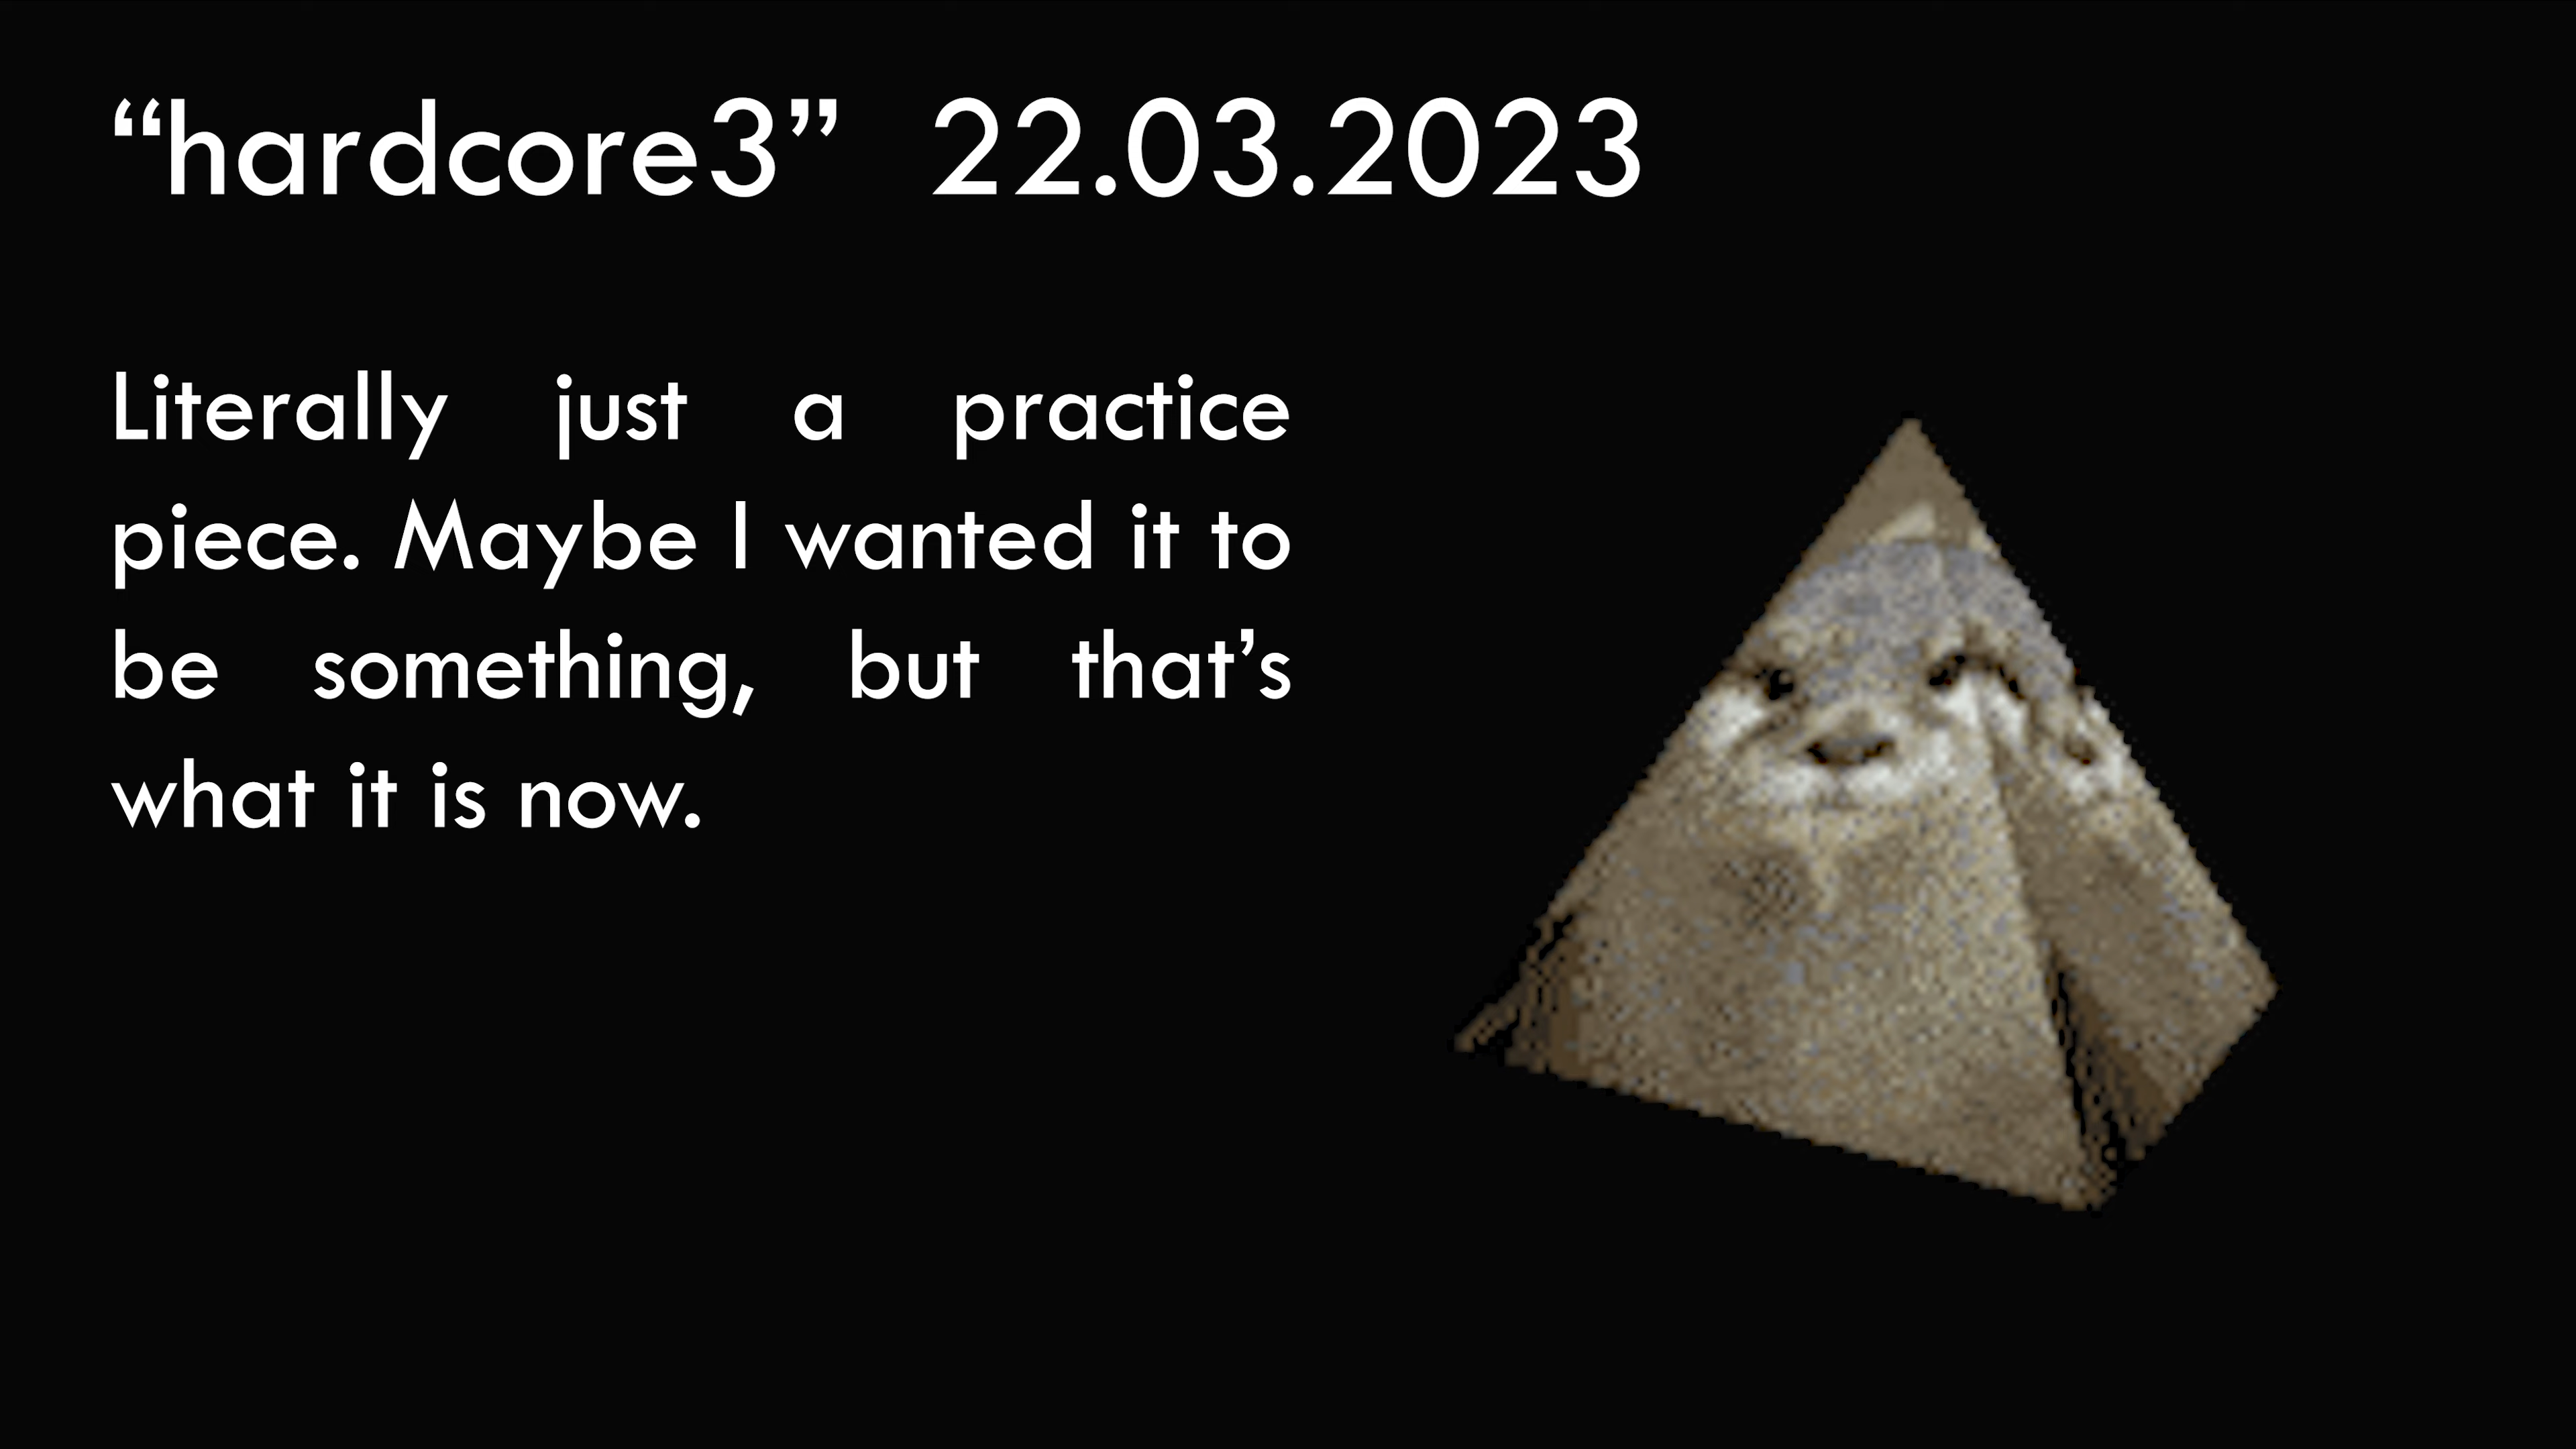 “hardcore3”  22.03.2023
Literally just a practice
piece. Maybe I wanted it to
be something, but that’s
what it is now.